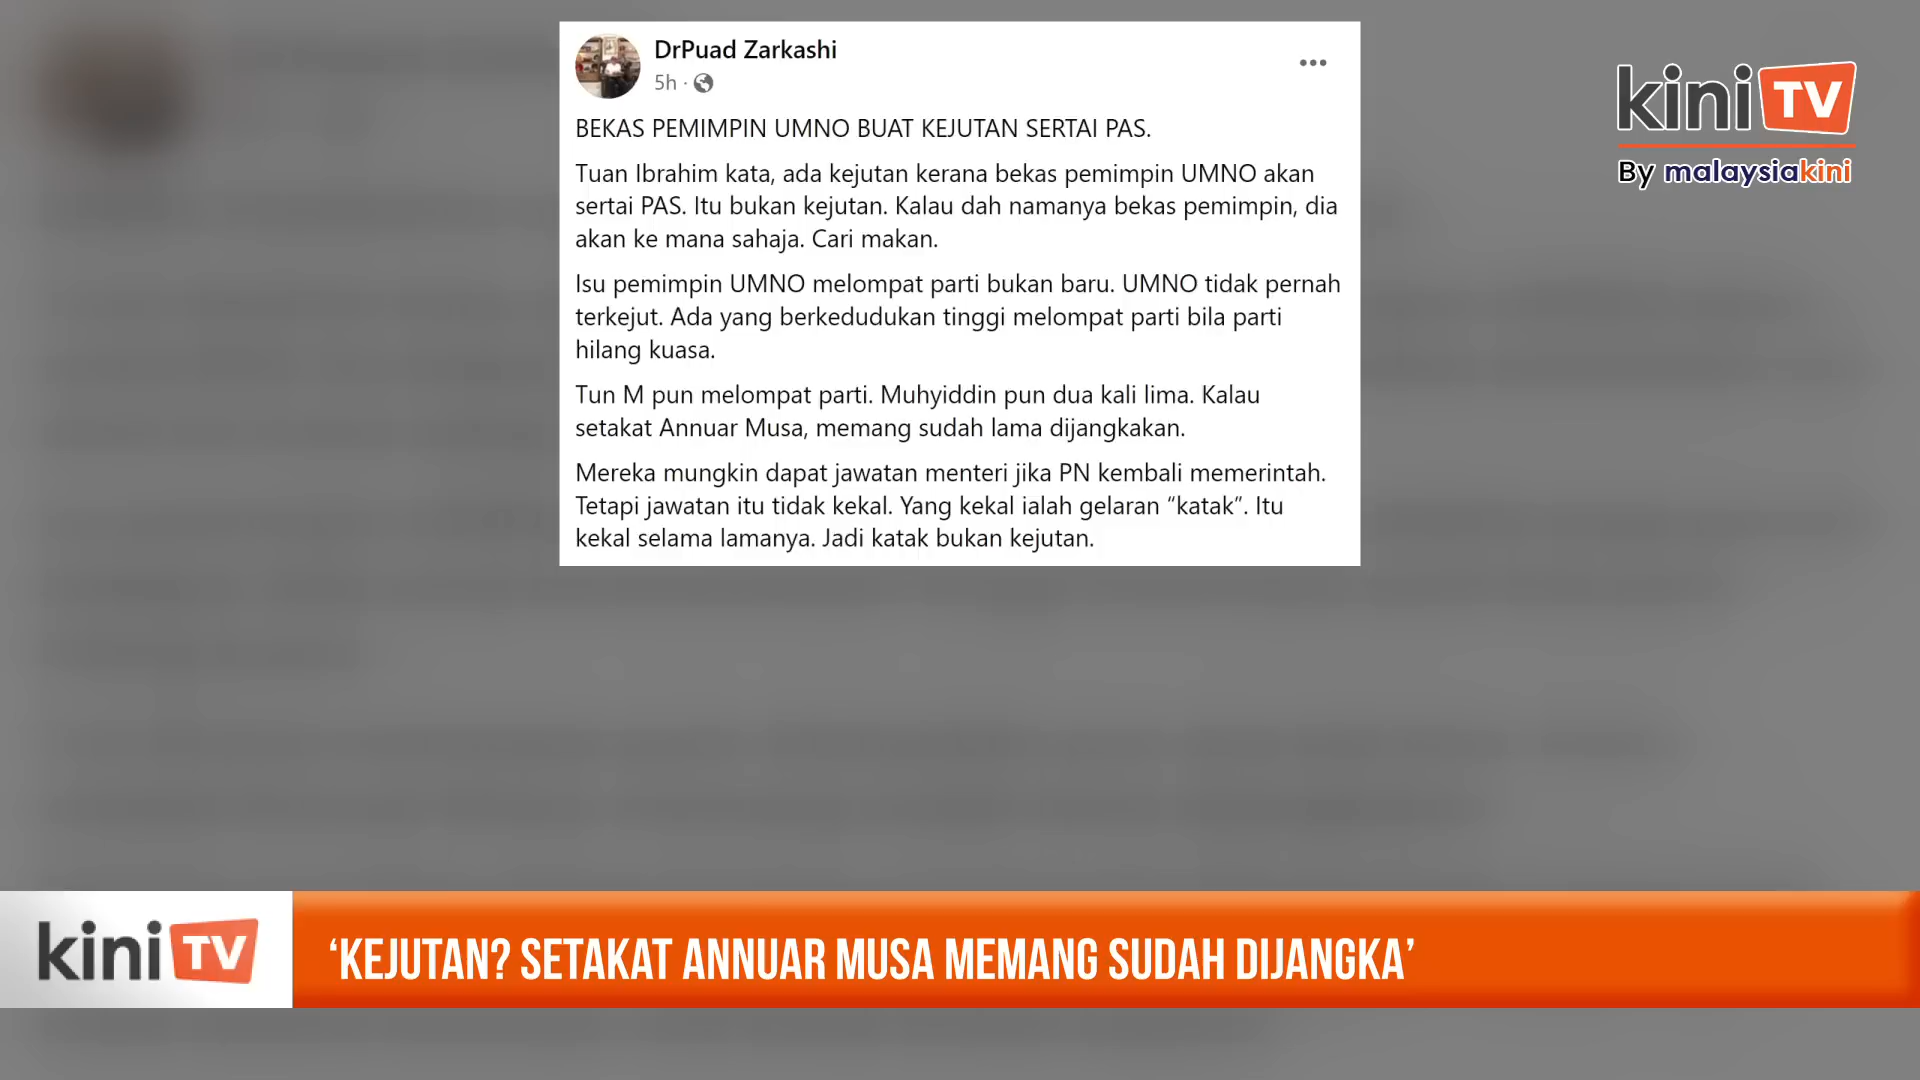 DrPuad Zarkashi
5h ·
BEKAS PEMIMPIN UMNO BUAT KEJUTAN SERTAI PAS.
Tuan Ibrahim kata, ada kejutan kerana bekas pemimpin UMNO akan
sertai PAS. Itu bukan kejutan. Kalau dah namanya bekas pemimpin, dia
akan ke mana sahaja. Cari makan.
Isu pemimpin UMNO melompat parti bukan baru. UMNO tidak pernah
terkejut. Ada yang berkedudukan tinggi melompat parti bila parti
hilang kuasa.
Tun M pun melompat parti. Muhyiddin pun dua kali lima. Kalau
setakat Annuar Musa, memang sudah lama dijangkakan.
Mereka mungkin dapat jawatan menteri jika PN kembali memerintah.
Tetapi jawatan itu tidak kekal. Yang kekal ialah gelaran “katak”. Itu
kekal selama lamanya. Jadi katak bukan kejutan.
kini TV
By malaysiakini
kini TV
‘KEJUTAN? SETAKAT ANNUAR MUSA MEMANG SUDAH DIJANGKA’